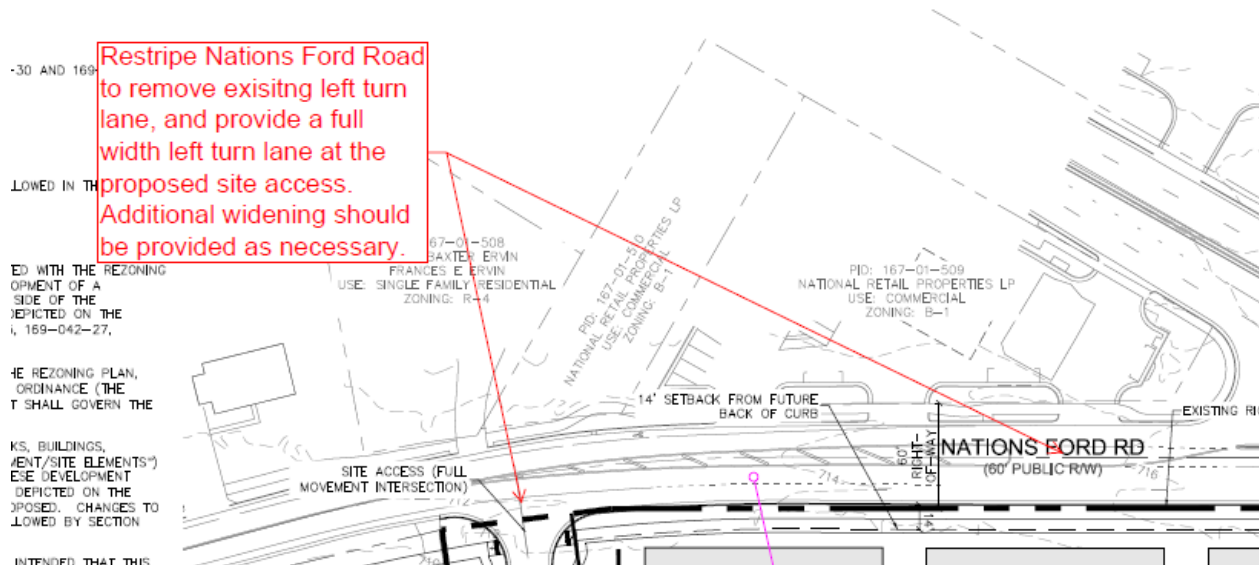 -30 AND 169-
LLOWED IN TH
TED WITH THE REZONING
OPMENT OF A
SIDE OF THE
DEPICTED ON THE
, 169-042-27,
HE REZONING PLAN,
ORDINANCE (THE
T SHALL GOVERN THE
KS, BUILDINGS,
MENT/SITE ELEMENTS")
ESE DEVELOPMENT
DEPICTED ON THE
OPOSED. CHANGES TO
LLOWED BY SECTION
INTENDED THAT THIS
Restripe Nations Ford Road
to remove exisitng left turn
lane, and provide a full
width left turn lane at the
proposed site access.
Additional widening should
be provided as necessary.
67-01-508
BAXTER ERVIN
FRANCES E ERVIN
USE: SINGLE FAMILY RESIDENTIAL
ZONING: R-4
PID: 167-01-510
NATIONAL RETAIL PROPERTIES LP
USE: COMMERCIAL
ZONING: B-1
PID: 167-01-509
NATIONAL RETAIL PROPERTIES LP
USE: COMMERCIAL
ZONING: B-1
14' SETBACK FROM FUTURE
BACK OF CURB
EXISTING RI
60'
RIGHT-
OF-WAY
NATIONS FORD RD
(60' PUBLIC R/W)
SITE ACCESS (FULL
MOVEMENT INTERSECTION)
712
714
716
14'
710